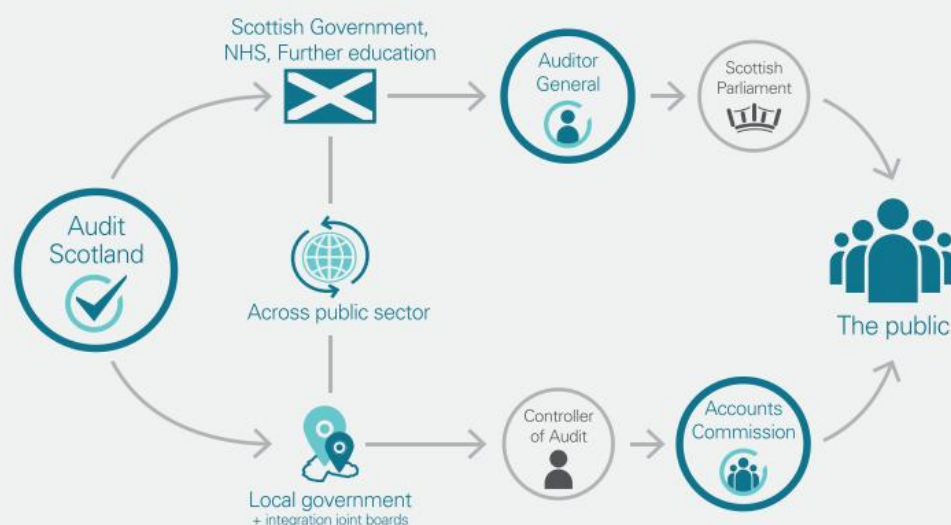 Scottish Government,
NHS, Further education
Auditor
General
Scottish
Parliament
Audit
Scotland
Across public sector
The public
Controller
of Audit
Accounts
Commission
Local government
+ integration joint boards